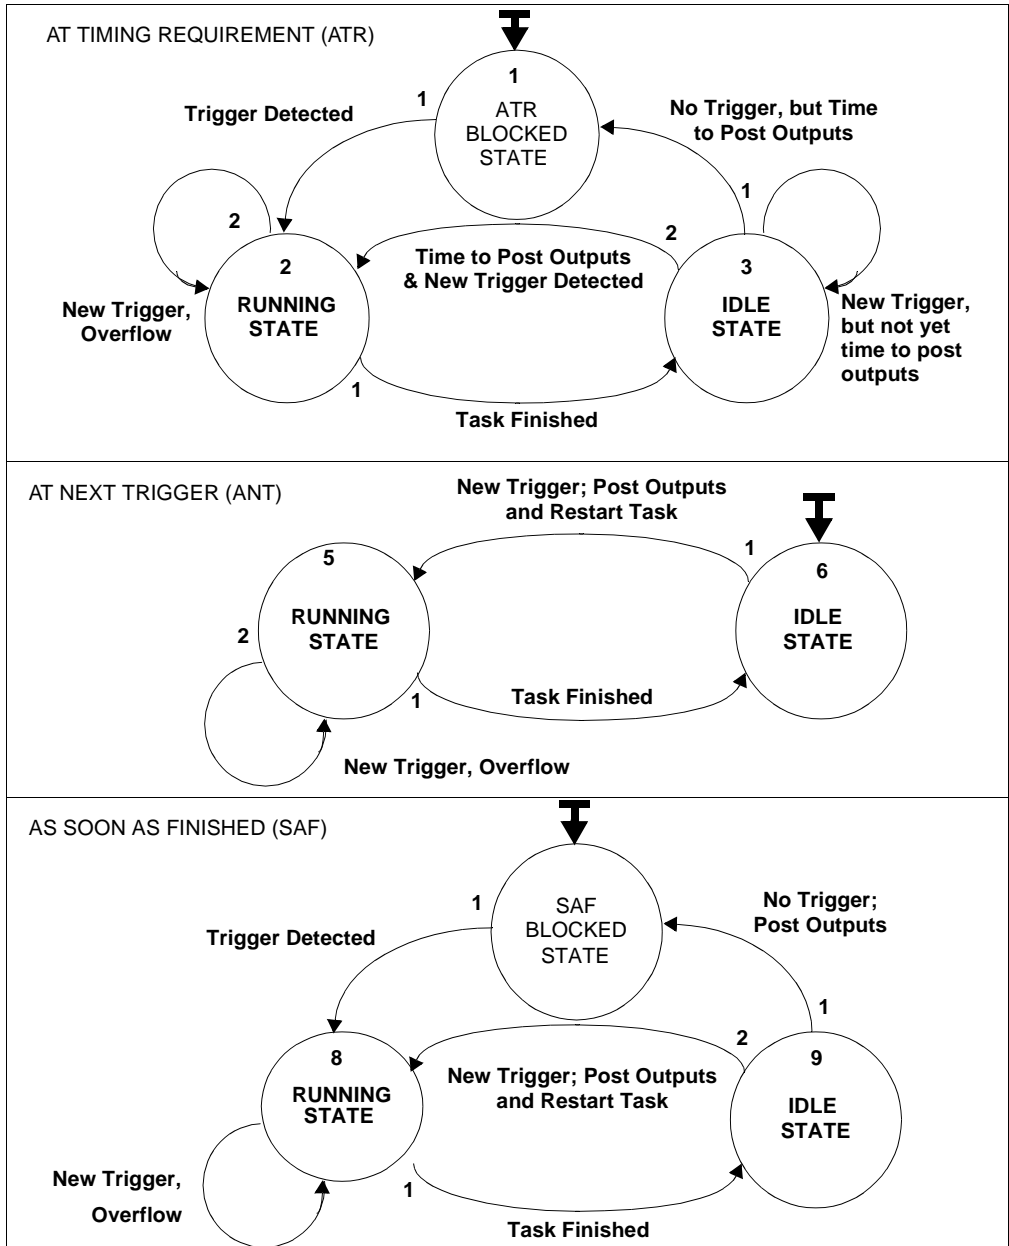 AT TIMING REQUIREMENT (ATR)
1
ATR
BLOCKED
STATE
1
Trigger Detected
No Trigger, but Time
to Post Outputs
1
2
2
Time to Post Outputs
& New Trigger Detected
2
RUNNING
STATE
3
IDLE
STATE
New Trigger,
Overflow
New Trigger,
but not yet
time to post
outputs
1
Task Finished
AT NEXT TRIGGER (ANT)
New Trigger; Post Outputs
and Restart Task
1
5
RUNNING
STATE
6
IDLE
STATE
2
1
Task Finished
New Trigger, Overflow
AS SOON AS FINISHED (SAF)
SAF
BLOCKED
STATE
1
Trigger Detected
No Trigger;
Post Outputs
1
2
8
RUNNING
STATE
New Trigger; Post Outputs
and Restart Task
9
IDLE
STATE
New Trigger,
Overflow
1
Task Finished